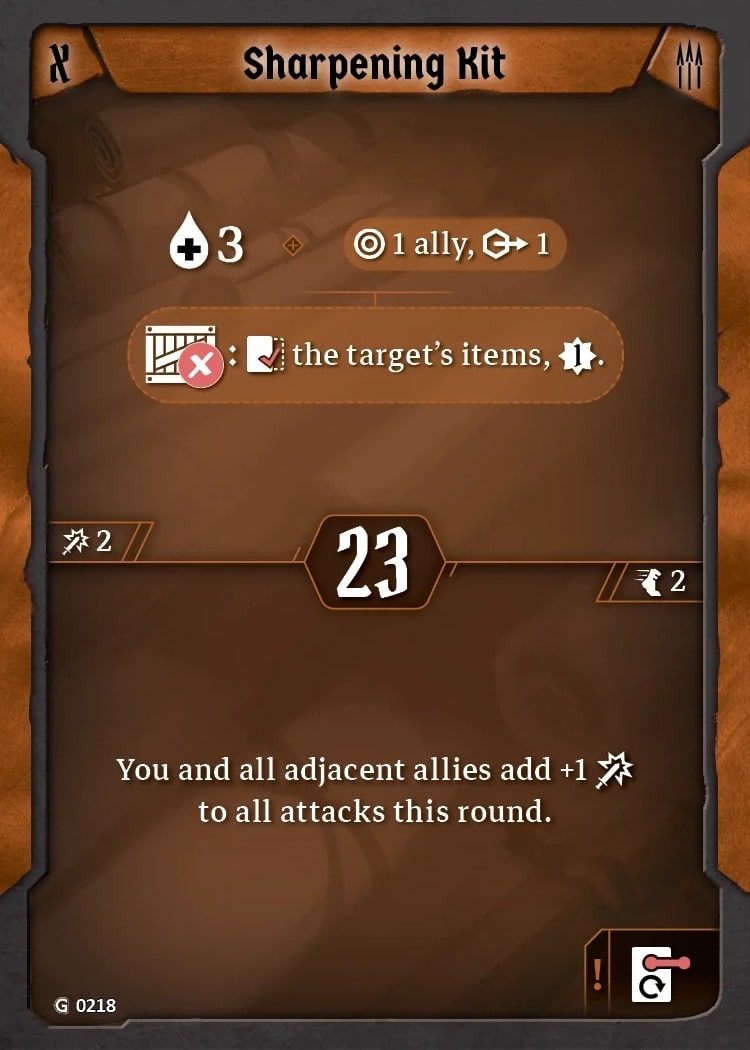 X
Sharpening Kit
3 1 ally, 1
: the target's items, 1.
2
23
2
You and all adjacent allies add +1
to all attacks this round.
!
G 0218